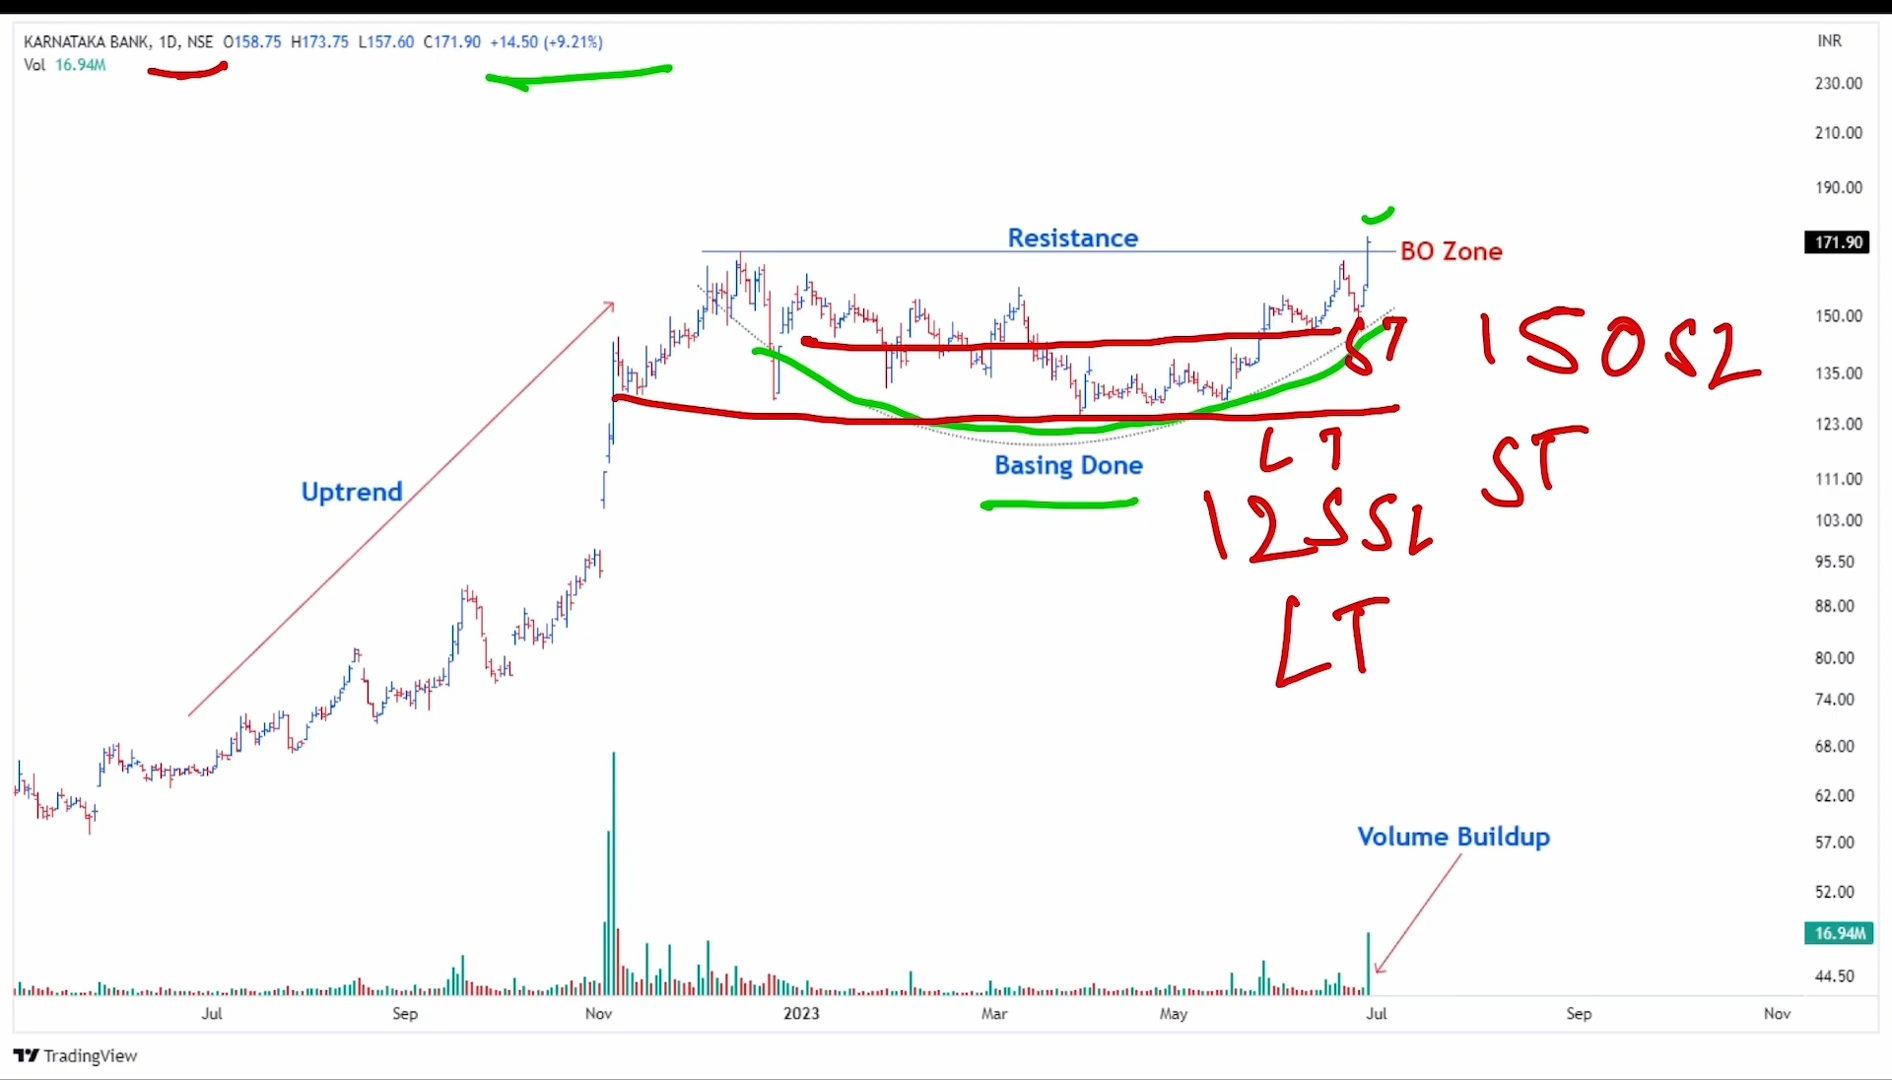 KARNATAKA BANK, 1D, NSE O158.75 H173.75 L157.60 C171.90 +14.50 (+9.21%)
Vol 16.94M
INR
230.00
210.00
190.00
171.90
150.00
135.00
123.00
111.00
103.00
95.50
88.00
80.00
74.00
68.00
62.00
57.00
52.00
16.94M
44.50
Resistance
BO Zone
ST
150 SL
ST
LT
125 SL
LT
Basing Done
Uptrend
Volume Buildup
Jul Sep Nov 2023 Mar May Jul Sep Nov
TradingView